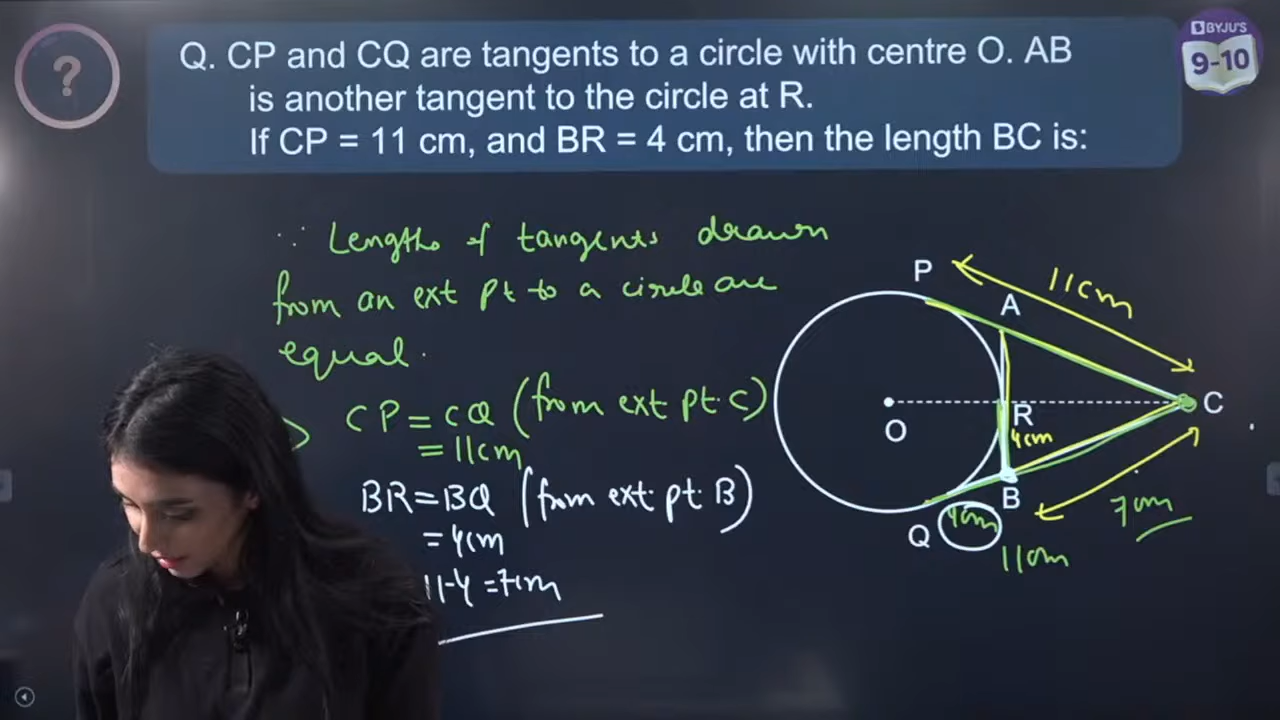 Q. CP and CQ are tangents to a circle with centre O. AB
is another tangent to the circle at R.
If CP = 11 cm, and BR = 4 cm, then the length BC is:
BYJU'S
9-10
?
∵ Lengths of tangents drawn
from an ext pt to a circle are
equal.
CP = CQ (from ext pt. C)
= 11cm
BR = BQ (from ext. pt. B)
= 4cm
11-4 = 7cm
P
A
11cm
O
R
C
4cm
B
7cm
Q
4cm
11cm